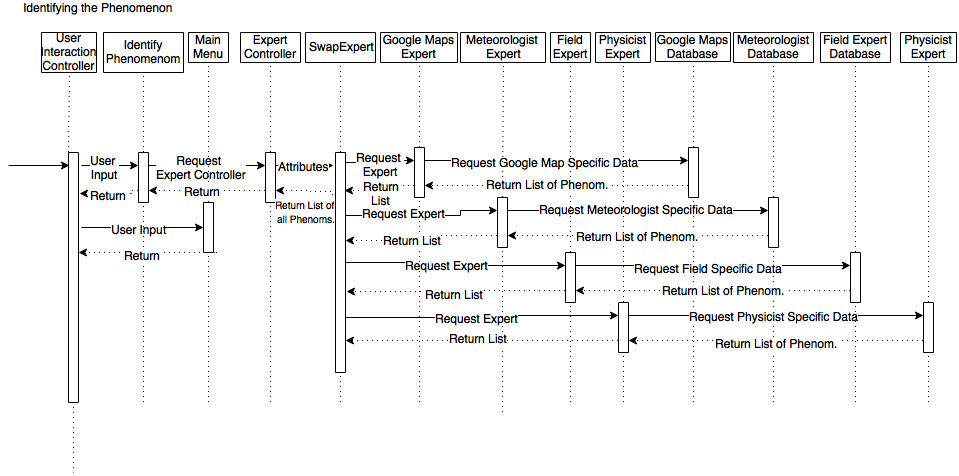 Identifying the Phenomenon
User
Interaction
Controller
Identify
Phenomenom
Main
Menu
Expert
Controller
SwapExpert
Google Maps
Expert
Meteorologist
Expert
Field
Expert
Physicist
Expert
Google Maps
Database
Meteorologist
Database
Field Expert
Database
Physicist
Expert
User
Input
Request
Expert Controller
Attributes
Request
Expert
Request Google Map Specific Data
Return
Return
Return List of
all Phenoms.
Return
List
Return List of Phenom.
User Input
Request Expert
Request Meteorologist Specific Data
Return
Return List
Return List of Phenom.
Request Expert
Request Field Specific Data
Return List
Return List of Phenom.
Request Expert
Request Physicist Specific Data
Return List
Return List of Phenom.